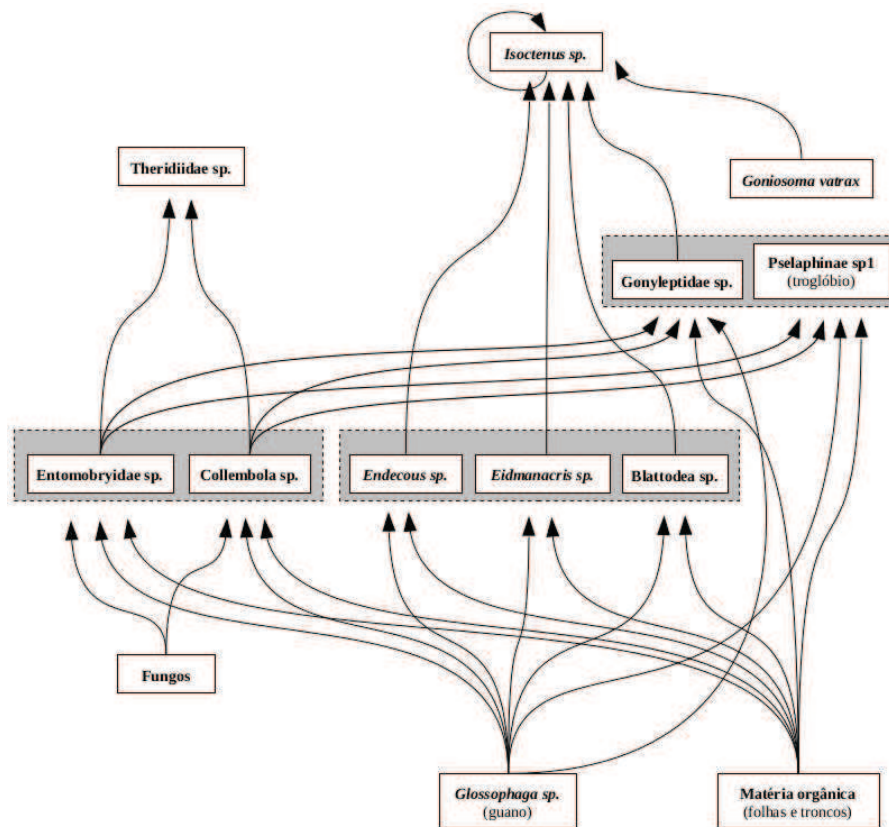 Isoctenus sp.
Theridiidae sp.
Goniosoma vatrax
Gonyleptidae sp.
Pselaphinae sp1
(troglóbio)
Entomobryidae sp.
Collembola sp.
Endecous sp.
Eidmanacris sp.
Blattodea sp.
Fungos
Glossophaga sp.
(guano)
Matéria orgânica
(folhas e troncos)